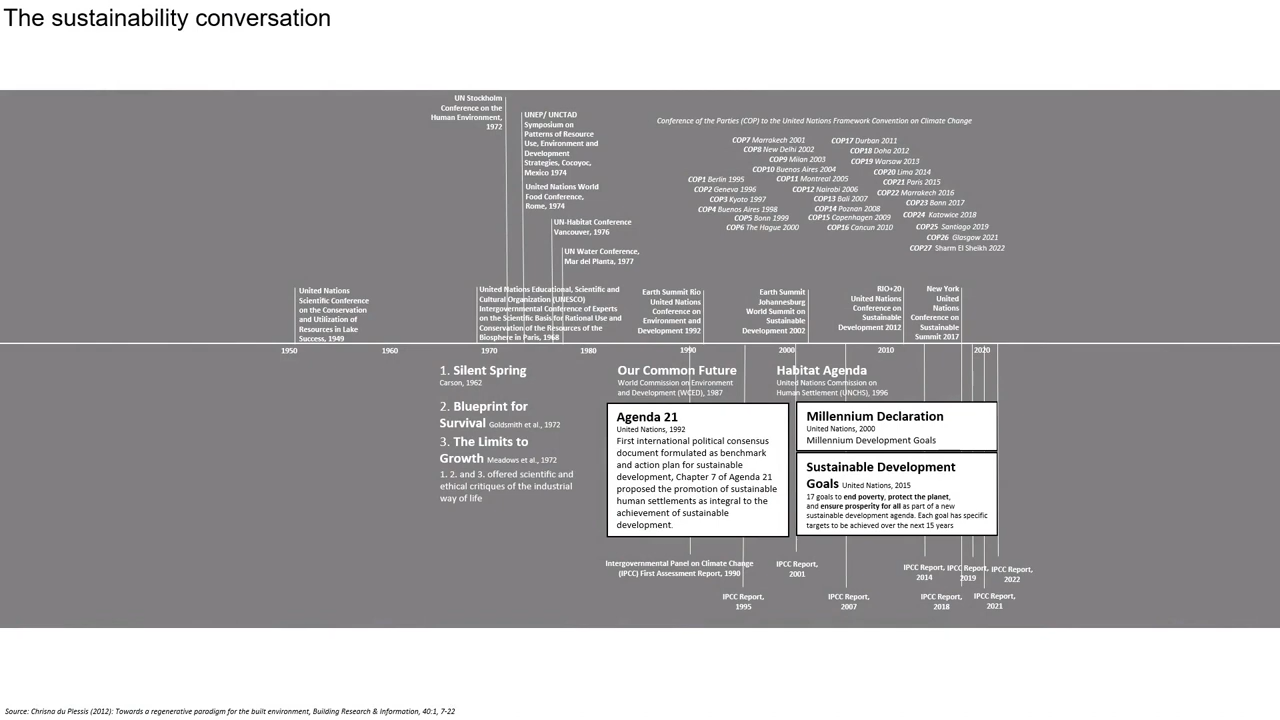 The sustainability conversation
UN Stockholm
Conference on the
Human Environment,
1972
UNEP/ UNCTAD
Symposium on
Patterns of Resource
Use, Environment and
Development
Strategies, Cocoyoc,
Mexico 1974
United Nations World
Food Conference,
Rome, 1974
UN-Habitat Conference
Vancouver, 1976
UN Water Conference,
Mar del Planta, 1977
Conference of the Parties (COP) to the United Nations Framework Convention on Climate Change
COP1 Berlin 1995
COP2 Geneva 1996
COP3 Kyoto 1997
COP4 Buenos Aires 1998
COP5 Bonn 1999
COP6 The Hague 2000
COP7 Marrakech 2001
COP8 New Delhi 2002
COP9 Milan 2003
COP10 Buenos Aires 2004
COP11 Montreal 2005
COP12 Nairobi 2006
COP13 Bali 2007
COP14 Poznan 2008
COP15 Copenhagen 2009
COP16 Cancun 2010
COP17 Durban 2011
COP18 Doha 2012
COP19 Warsaw 2013
COP20 Lima 2014
COP21 Paris 2015
COP22 Marrakech 2016
COP23 Bonn 2017
COP24 Katowice 2018
COP25 Santiago 2019
COP26 Glasgow 2021
COP27 Sharm El Sheikh 2022
United Nations
Scientific Conference
on the Conservation
and Utilization of
Resources in Lake
Success, 1949
United Nations Educational, Scientific and
Cultural Organization (UNESCO)
Intergovernmental Conference of Experts
on the Scientific Basis for Rational Use and
Conservation of the Resources of the
Biosphere in Paris, 1968
Earth Summit Rio
United Nations
Conference on
Environment and
Development 1992
Earth Summit
Johannesburg
World Summit on
Sustainable
Development 2002
RIO+20
United Nations
Conference on
Sustainable
Development 2012
New York
United
Nations
Conference on
Sustainable
Summit 2017
1950 1960 1970 1980 1990 2000 2010 2020
1. Silent Spring
Carson, 1962
2. Blueprint for
Survival Goldsmith et al., 1972
3. The Limits to
Growth Meadows et al., 1972
1. 2. and 3. offered scientific and
ethical critiques of the industrial
way of life
Our Common Future
World Commission on Environment
and Development (WCED), 1987
Agenda 21
United Nations, 1992
First international political consensus
document formulated as benchmark
and action plan for sustainable
development, Chapter 7 of Agenda 21
proposed the promotion of sustainable
human settlements as integral to the
achievement of sustainable
development.
Habitat Agenda
United Nations Commission on
Human Settlement (UNCHS), 1996
Millennium Declaration
United Nations, 2000
Millennium Development Goals
Sustainable Development
Goals United Nations, 2015
17 goals to end poverty, protect the planet,
and ensure prosperity for all as part of a new
sustainable development agenda. Each goal has specific
targets to be achieved over the next 15 years
Intergovernmental Panel on Climate Change
(IPCC) First Assessment Report, 1990
IPCC Report,
1995
IPCC Report,
2001
IPCC Report,
2007
IPCC Report,
2014
IPCC Report,
2018
IPCC Report,
2019
IPCC Report,
2021
IPCC Report,
2022
Source: Chrisna du Plessis (2012): Towards a regenerative paradigm for the built environment, Building Research & Information, 40:1, 7-22